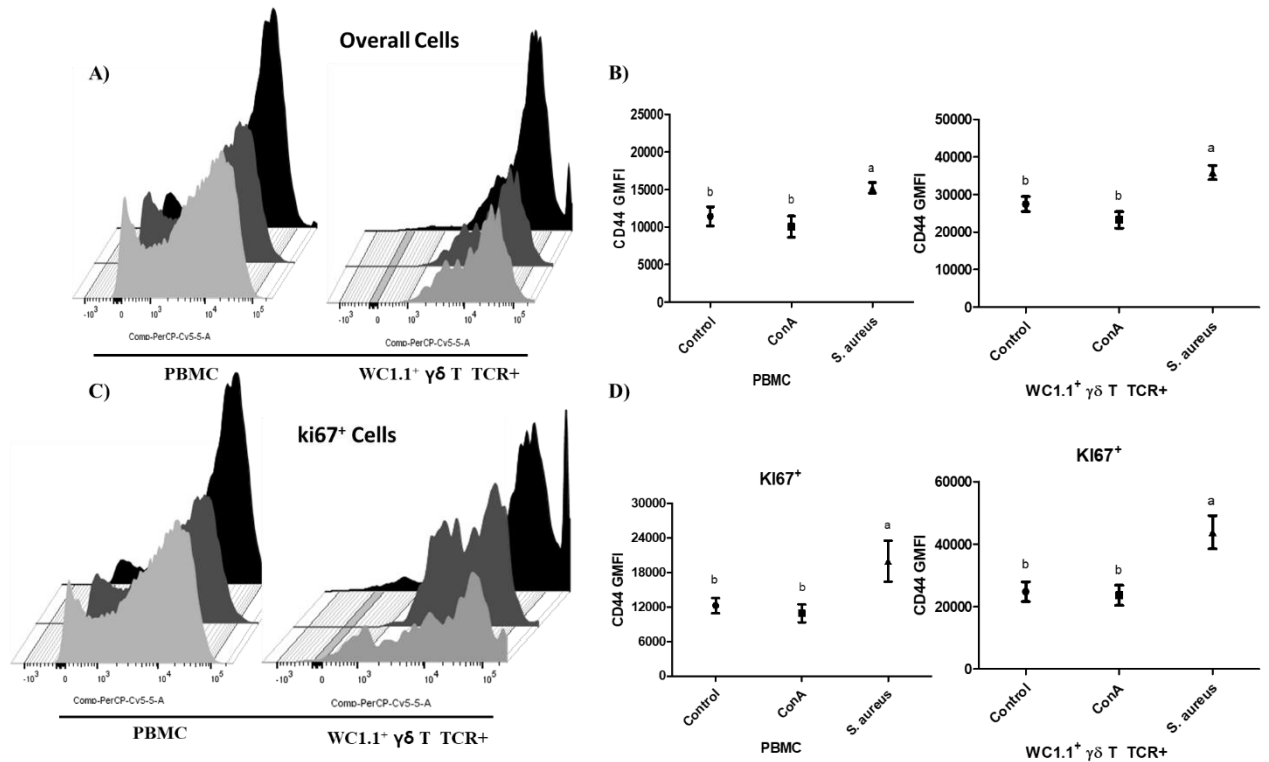 Overall Cells
A)
-10³ 0 10³ 10⁴ 10⁵
Comp-PerCP-Cv5-5-A
-10³ 0 10³ 10⁴ 10⁵
Comp-PerCP-Cv5-5-A
PBMC
WC1.1⁺ γδ T TCR+
B)
CD44 GMFI
25000
20000
15000
10000
5000
0
b
b
a
Control
ConA
S. aureus
PBMC
CD44 GMFI
50000
40000
30000
20000
10000
0
b
b
a
Control
ConA
S. aureus
WC1.1⁺ γδ T TCR+
C)
ki67⁺ Cells
-10³ 0 10³ 10⁴ 10⁵
Comp-PerCP-Cv5-5-A
-10³ 0 10³ 10⁴ 10⁵
Comp-PerCP-Cv5-5-A
PBMC
WC1.1⁺ γδ T TCR+
D)
KI67⁺
CD44 GMFI
30000
24000
18000
12000
6000
0
b
b
a
Control
ConA
S. aureus
PBMC
KI67⁺
CD44 GMFI
60000
40000
20000
0
b
b
a
Control
ConA
S. aureus
WC1.1⁺ γδ T TCR+